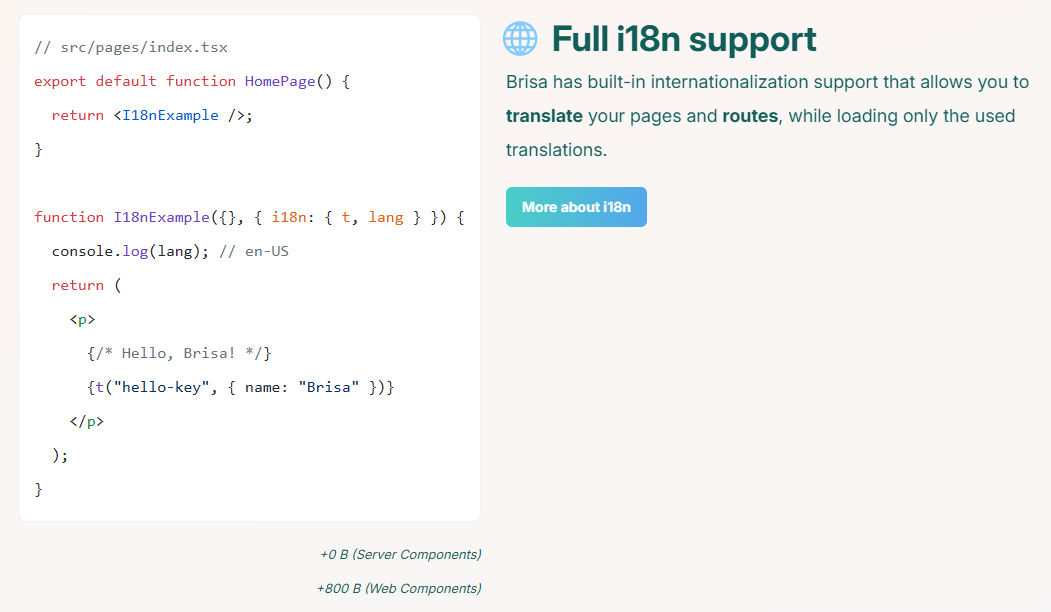 // src/pages/index.tsx
export default function HomePage() {
  return <I18nExample />;
}

function I18nExample({}, { i18n: { t, lang } }) {
  console.log(lang); // en-US
  return (
    <p>
      {/* Hello, Brisa! */}
      {t("hello-key", { name: "Brisa" })}
    </p>
  );
}
+0 B (Server Components)
+800 B (Web Components)
Full i18n support
Brisa has built-in internationalization support that allows you to
translate your pages and routes, while loading only the used
translations.
More about i18n